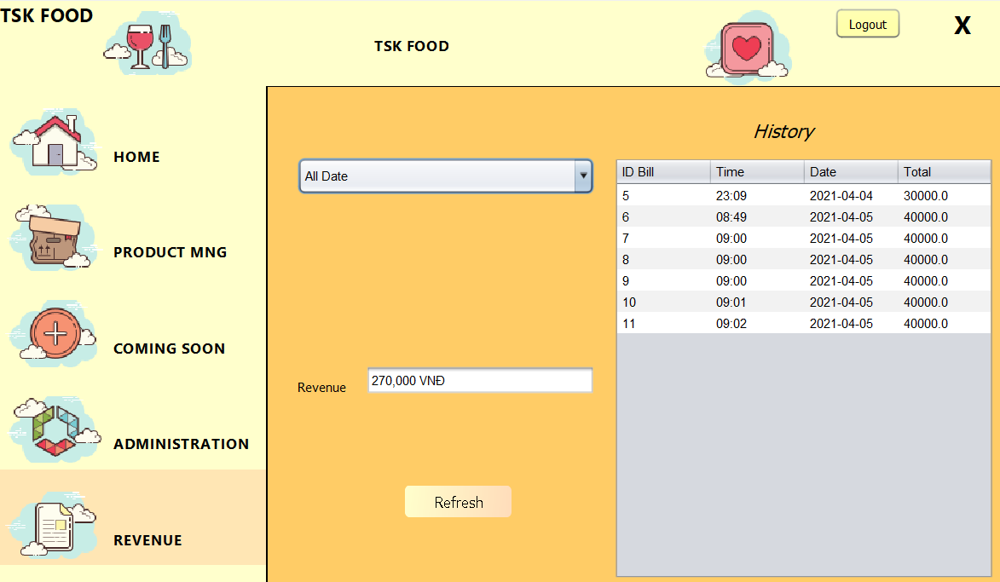 TSK FOOD
TSK FOOD
Logout
X
HOME
PRODUCT MNG
COMING SOON
ADMINISTRATION
REVENUE
All Date
Revenue 270,000 VNĐ
Refresh
History
ID Bill Time Date Total
5 23:09 2021-04-04 30000.0
6 08:49 2021-04-05 40000.0
7 09:00 2021-04-05 40000.0
8 09:00 2021-04-05 40000.0
9 09:00 2021-04-05 40000.0
10 09:01 2021-04-05 40000.0
11 09:02 2021-04-05 40000.0